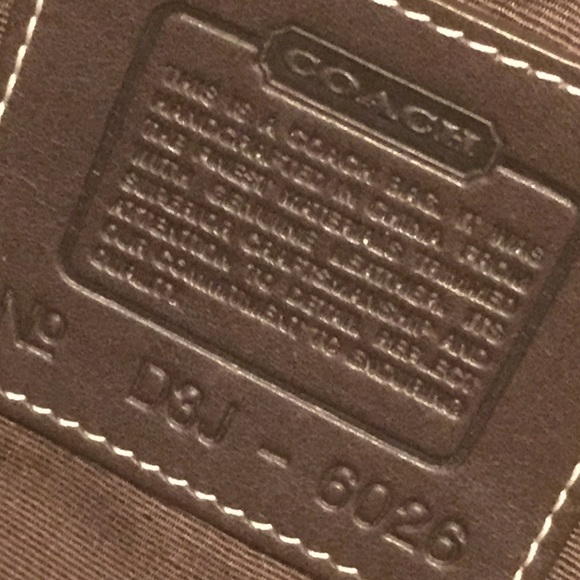 COACH
THIS IS A COACH BAG. IT WAS
HANDCRAFTED IN CHINA FROM
THE FINEST MATERIALS TRIMMED
WITH GENUINE LEATHER. ITS
SUPERIOR CRAFTSMANSHIP AND
ATTENTION TO DETAIL REFLECT
OUR COMMITMENT TO ENDURING
QUALITY.
Nº D3J - 6026